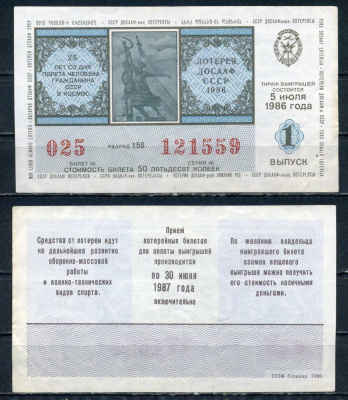 25
ЛЕТ СО ДНЯ
ПОЛЕТА ЧЕЛОВЕКА
ГРАЖДАНИНА
СССР
В КОСМОС
ЛОТЕРЕЯ
ДОСААФ
СССР
1986
ТИРАЖ ВЫИГРЫШЕЙ
СОСТОИТСЯ
5 ИЮЛЯ
1986 ГОДА
025 РАЗРЯД 156 121559
БИЛЕТ № СЕРИЯ №
СТОИМОСТЬ БИЛЕТА 50 ПЯТЬДЕСЯТ КОПЕЕК
1
ВЫПУСК
Средства от лотереи идут
на дальнейшее развитие
оборонно-массовой
работы
и военно-технических
видов спорта.
Прием
лотерейных билетов
для оплаты выигрышей
производится
по 30 июня
1987 года
включительно
По желанию владельца
выигравшего билета
взамен вещевого
выигрыша можно получить
его стоимость наличными
деньгами.
ППФ Гознака 1986.